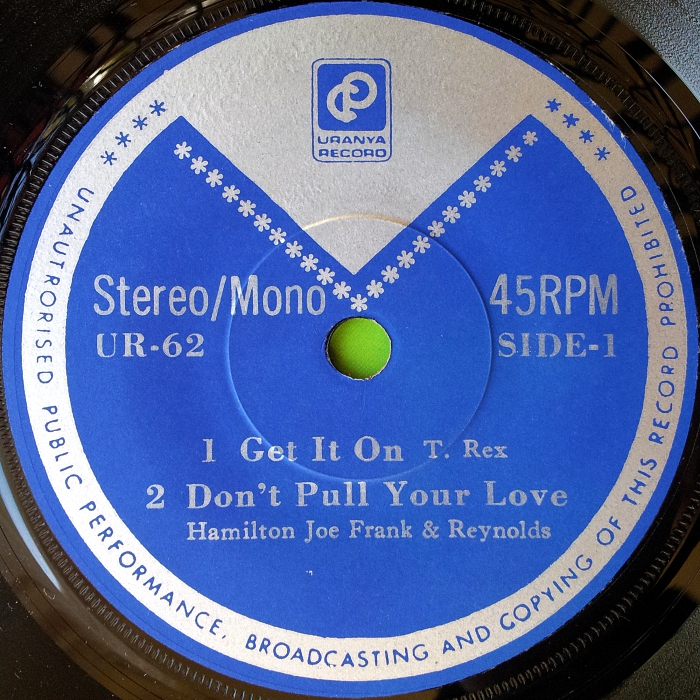 URANYA
RECORD
Stereo/Mono 45RPM
UR-62 SIDE-1
1 Get It On T. Rex
2 Don't Pull Your Love
Hamilton Joe Frank & Reynolds
UNAUTRORISED PUBLIC PERFORMANCE, BROADCASTING AND COPYING OF THIS RECORD PROHIBITED